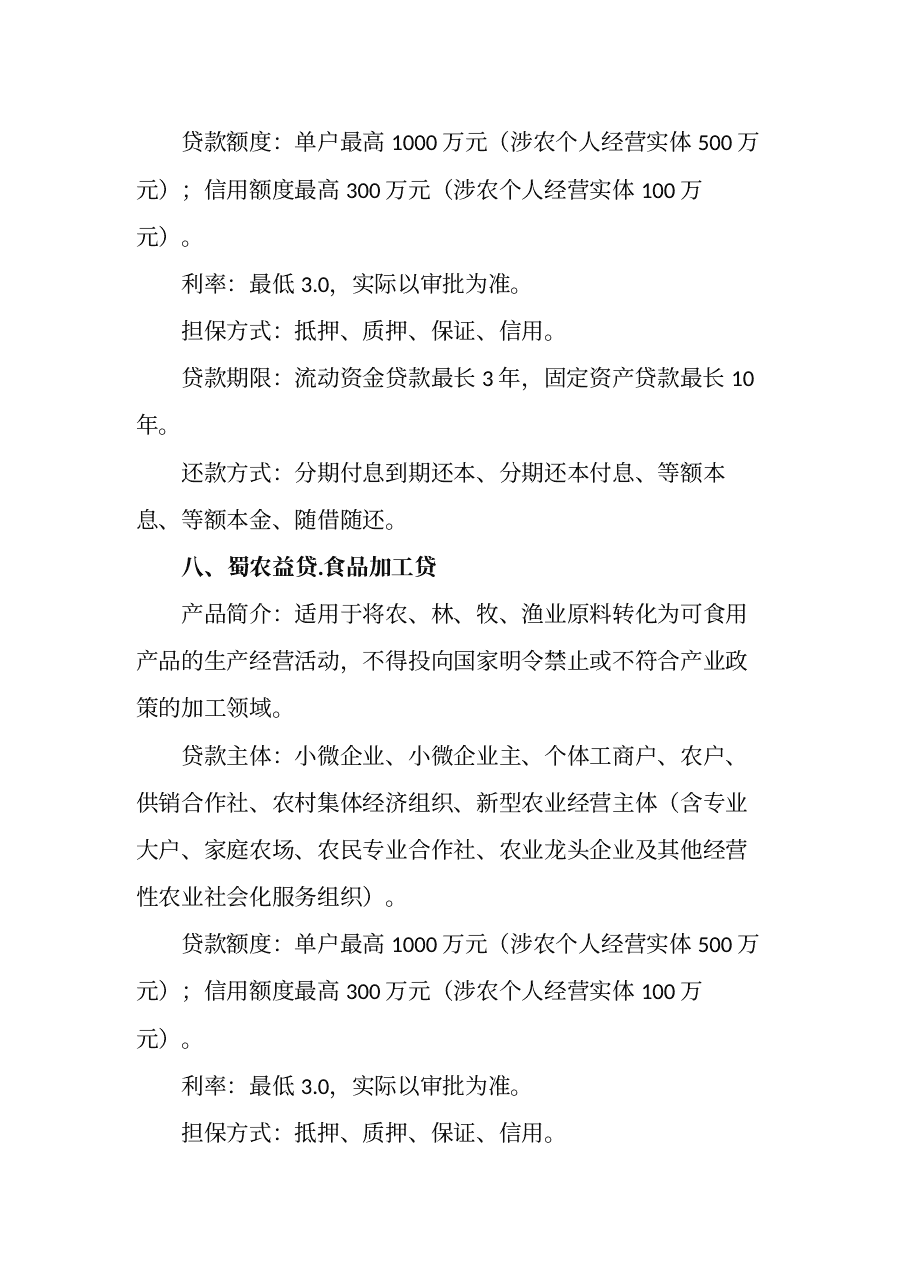 贷款额度：单户最高 1000 万元（涉农个人经营实体 500 万
元）；信用额度最高 300 万元（涉农个人经营实体 100 万
元）。
利率：最低 3.0，实际以审批为准。
担保方式：抵押、质押、保证、信用。
贷款期限：流动资金贷款最长 3 年，固定资产贷款最长 10
年。
还款方式：分期付息到期还本、分期还本付息、等额本
息、等额本金、随借随还。
八、蜀农益贷.食品加工贷
产品简介：适用于将农、林、牧、渔业原料转化为可食用
产品的生产经营活动，不得投向国家明令禁止或不符合产业政
策的加工领域。
贷款主体：小微企业、小微企业主、个体工商户、农户、
供销合作社、农村集体经济组织、新型农业经营主体（含专业
大户、家庭农场、农民专业合作社、农业龙头企业及其他经营
性农业社会化服务组织）。
贷款额度：单户最高 1000 万元（涉农个人经营实体 500 万
元）；信用额度最高 300 万元（涉农个人经营实体 100 万
元）。
利率：最低 3.0，实际以审批为准。
担保方式：抵押、质押、保证、信用。